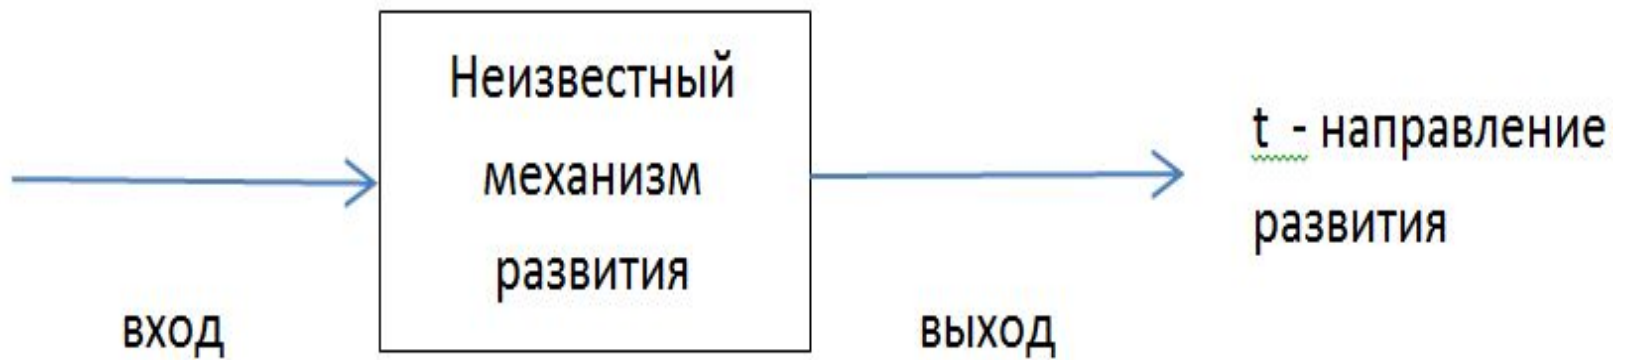 Неизвестный
механизм
развития
вход
выход
t - направление
развития